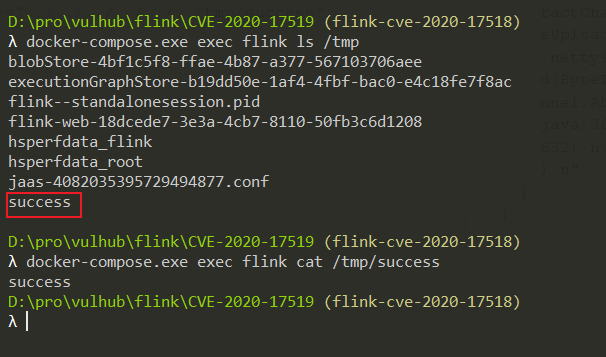 D:\pro\vulhub\flink\CVE-2020-17519 (flink-cve-2020-17518)
λ docker-compose.exe exec flink ls /tmp
blobStore-4bf1c5f8-ffae-4b87-a377-567103706aee
executionGraphStore-b19dd50e-1af4-4fbf-bac0-e4c18fe7f8ac
flink--standalonesession.pid
flink-web-18dcede7-3e3a-4cb7-8110-50fb3c6d1208
hsperfdata_flink
hsperfdata_root
jaas-4082035395729494877.conf
success
D:\pro\vulhub\flink\CVE-2020-17519 (flink-cve-2020-17518)
λ docker-compose.exe exec flink cat /tmp/success
success
D:\pro\vulhub\flink\CVE-2020-17519 (flink-cve-2020-17518)
λ